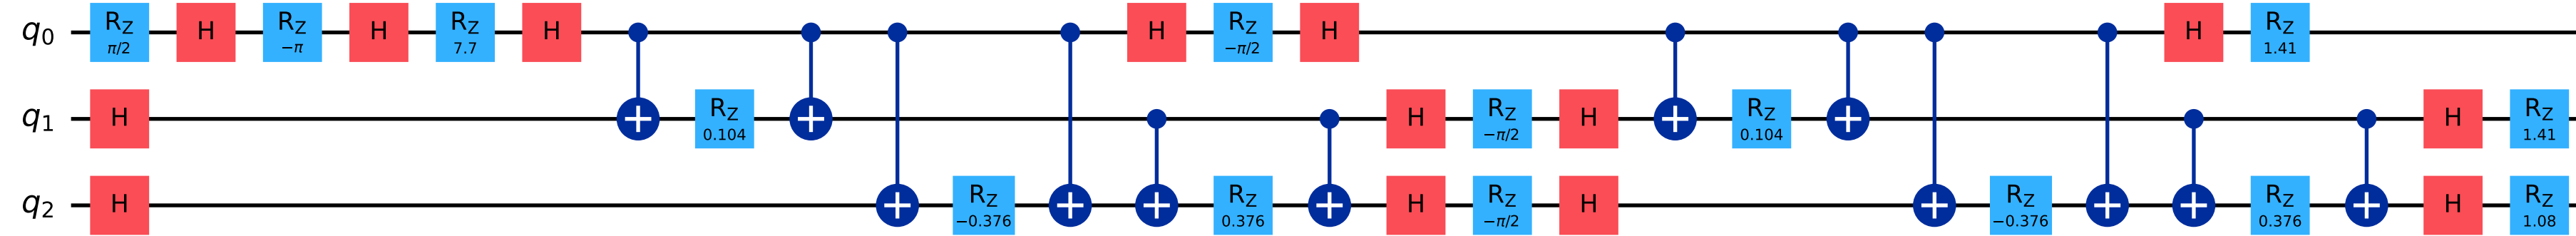 q0 RZ π/2 H RZ −π H RZ 7.7 H H RZ −π/2 H H RZ 1.41
q1 H RZ 0.104 H RZ −π/2 H RZ 0.104 H RZ 1.41
q2 H RZ −0.376 RZ 0.376 H RZ −π/2 H RZ −0.376 RZ 0.376 H RZ 1.08